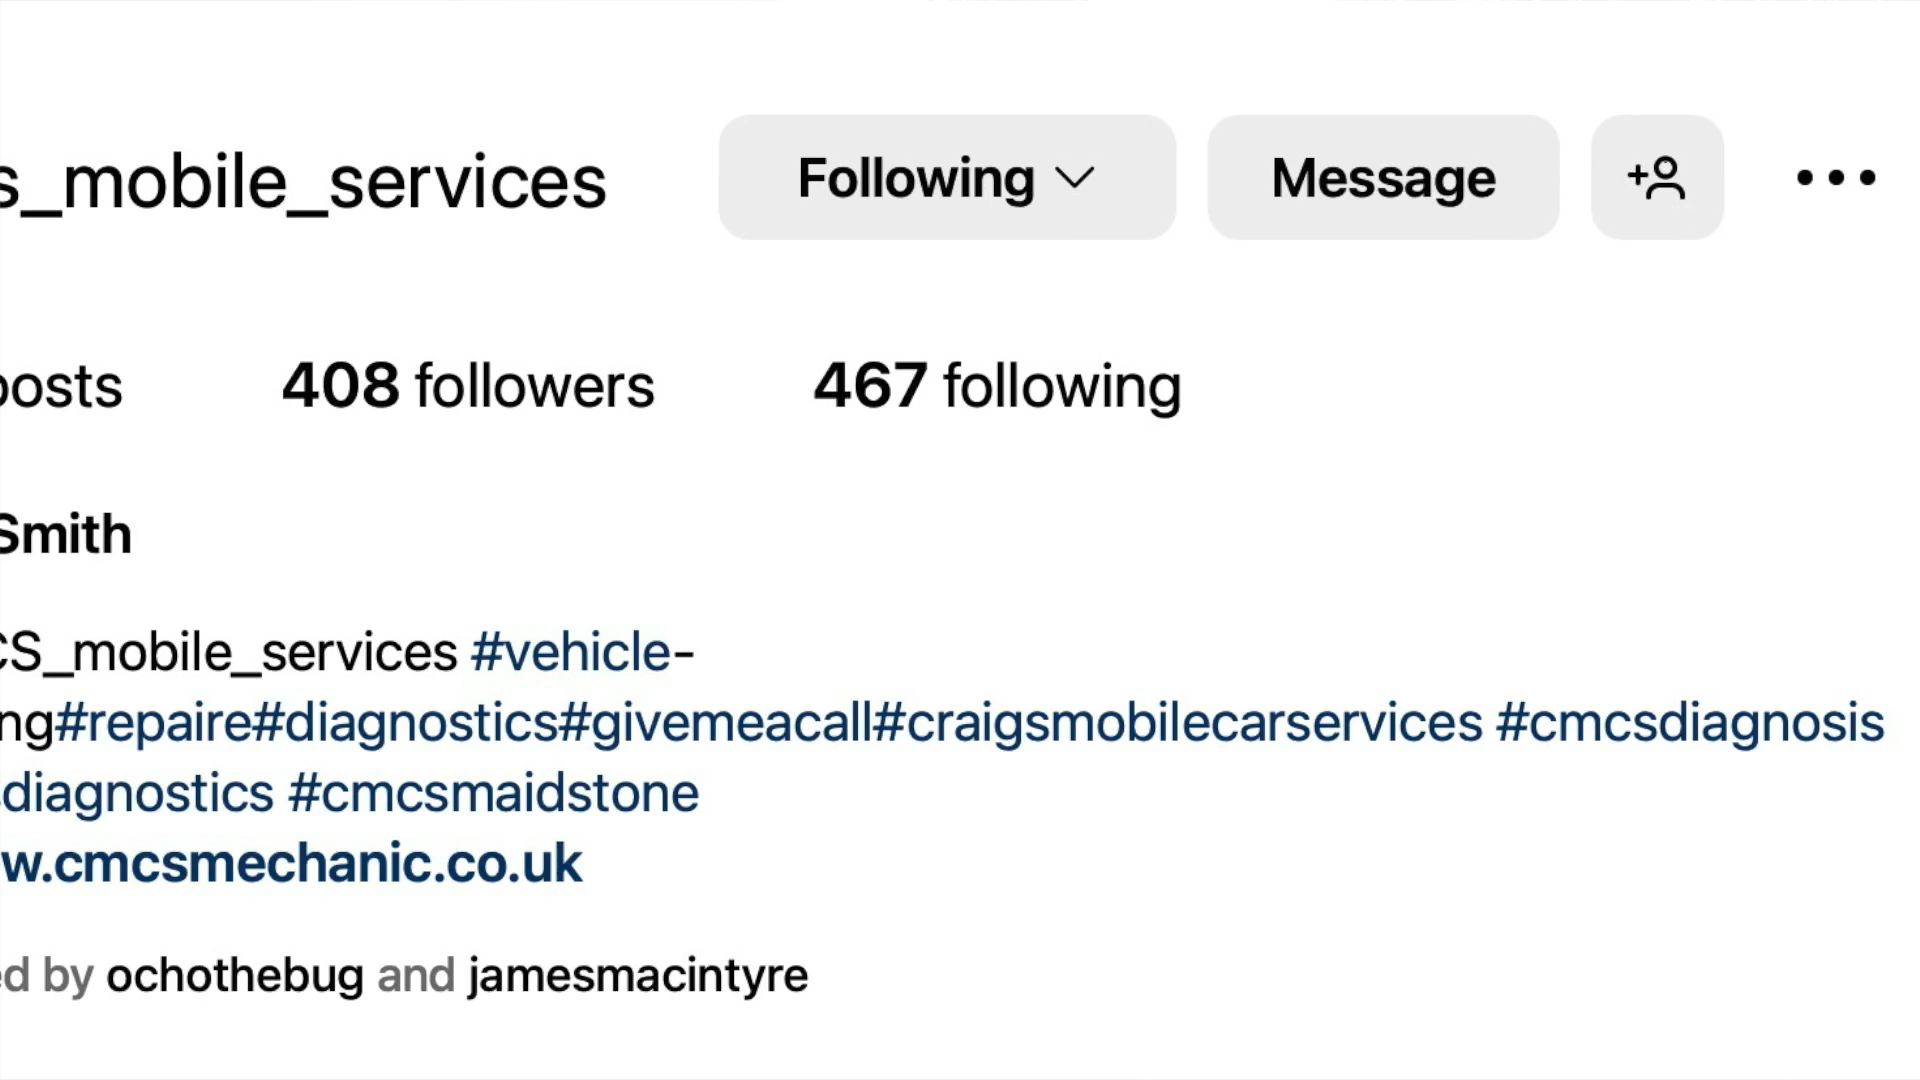 s_mobile_services Following Message
posts 408 followers 467 following
Smith
CS_mobile_services #vehicle-
ng#repaire#diagnostics#givemeacall#craigsmobilecarservices #cmcsdiagnosis
diagnostics #cmcsmaidstone
w.cmcsmechanic.co.uk
ed by ochothebug and jamesmacintyre